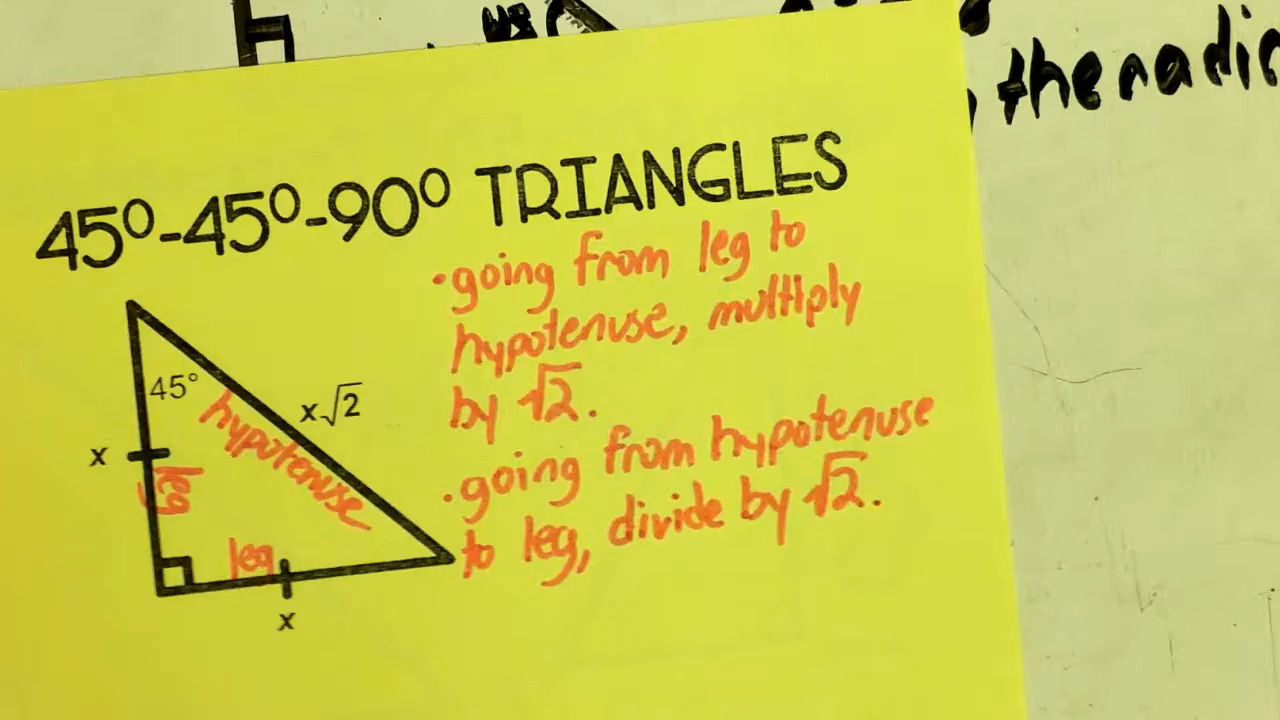 the radic
45°-45°-90° TRIANGLES
•going from leg to
hypotenuse, multiply
by √2.
•going from hypotenuse
to leg, divide by √2.
45°
x√2
hypotenuse
x
leg
leg
x